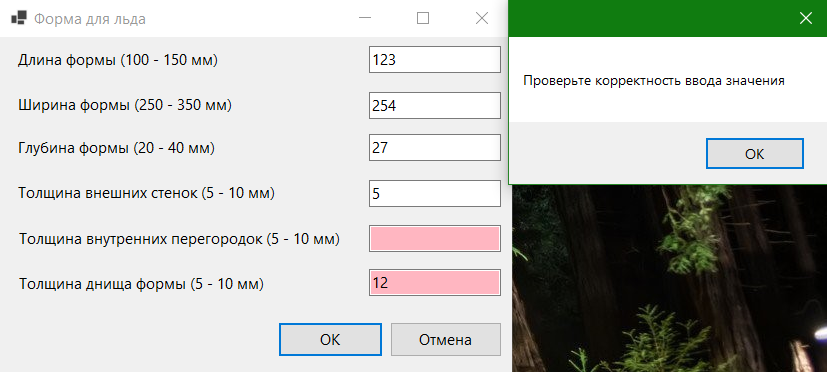 Форма для льда
Длина формы (100 - 150 мм) 123
Ширина формы (250 - 350 мм) 254
Глубина формы (20 - 40 мм) 27
Толщина внешних стенок (5 - 10 мм) 5
Толщина внутренних перегородок (5 - 10 мм)
Толщина днища формы (5 - 10 мм) 12
OK Отмена
Проверьте корректность ввода значения
OK